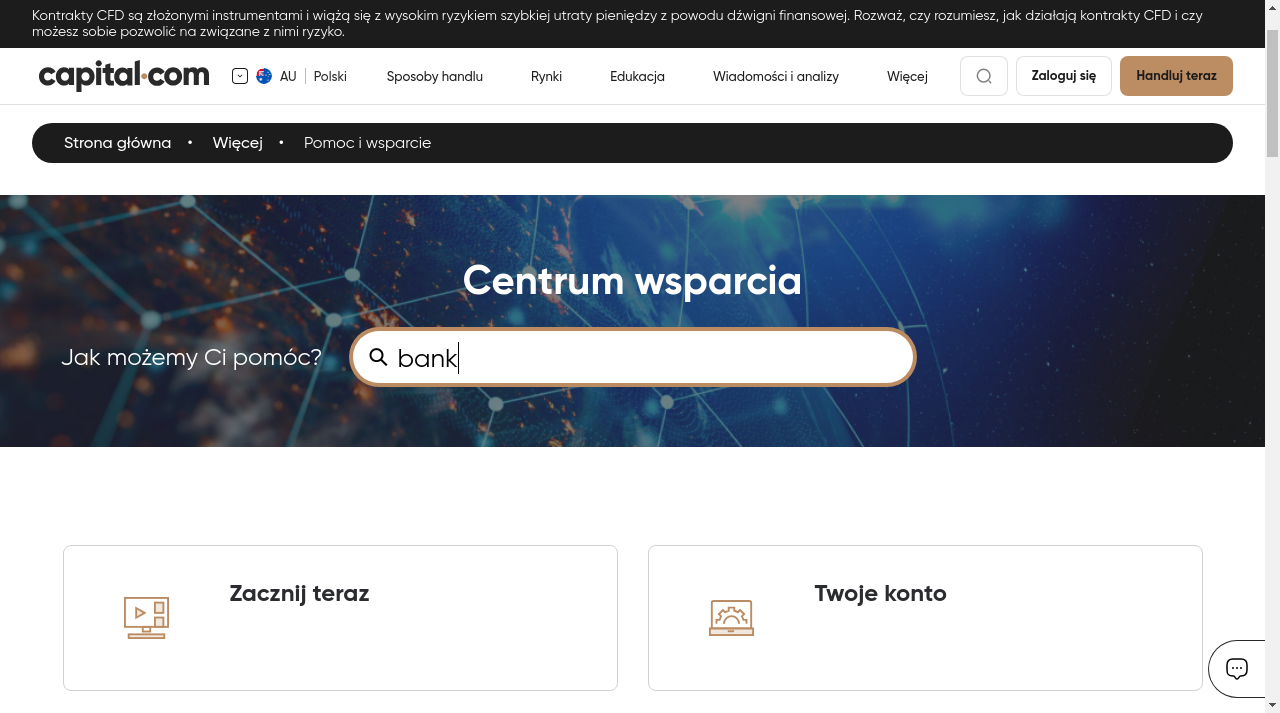 Kontrakty CFD są złożonymi instrumentami i wiążą się z wysokim ryzykiem szybkiej utraty pieniędzy z powodu dźwigni finansowej. Rozważ, czy rozumiesz, jak działają kontrakty CFD i czy
możesz sobie pozwolić na związane z nimi ryzyko.
capital.com AU Polski Sposoby handlu Rynki Edukacja Wiadomości i analizy Więcej Zaloguj się Handluj teraz
Strona główna • Więcej • Pomoc i wsparcie
Centrum wsparcia
Jak możemy Ci pomóc? bank
Zacznij teraz Twoje konto